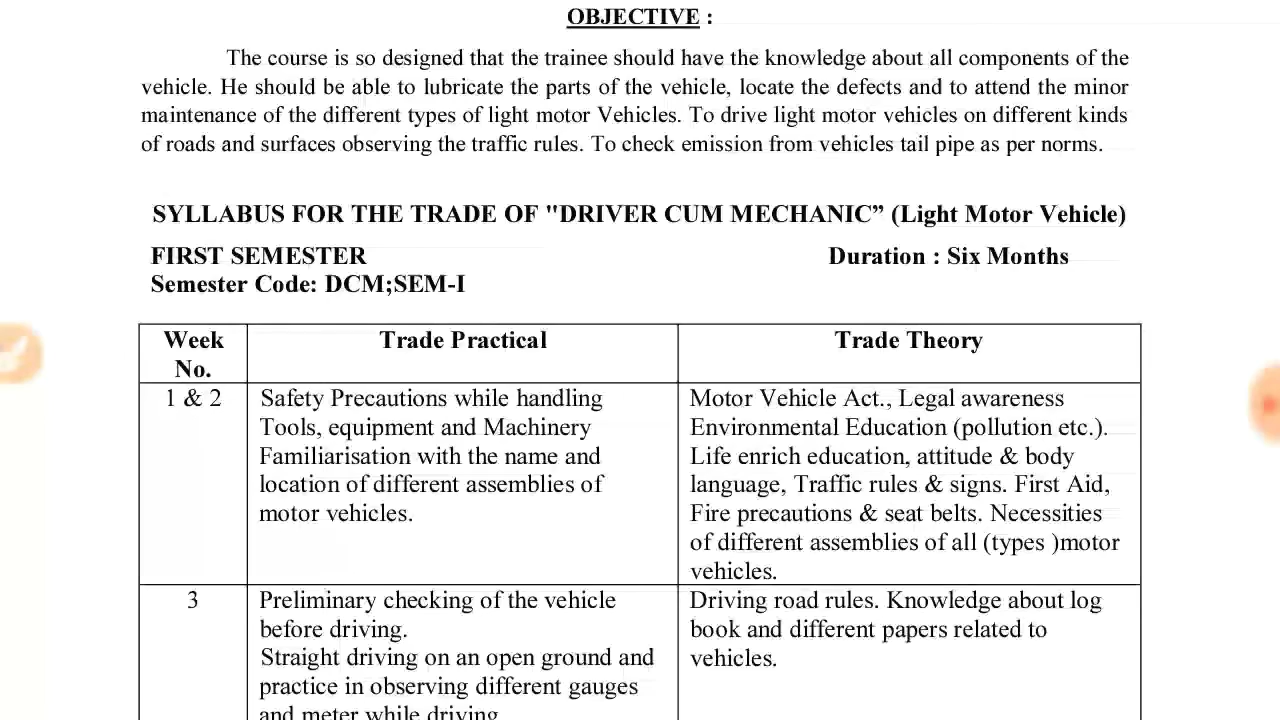 OBJECTIVE :
The course is so designed that the trainee should have the knowledge about all components of the
vehicle. He should be able to lubricate the parts of the vehicle, locate the defects and to attend the minor
maintenance of the different types of light motor Vehicles. To drive light motor vehicles on different kinds
of roads and surfaces observing the traffic rules. To check emission from vehicles tail pipe as per norms.
SYLLABUS FOR THE TRADE OF "DRIVER CUM MECHANIC” (Light Motor Vehicle)
FIRST SEMESTER Duration : Six Months
Semester Code: DCM;SEM-I
Week
No.
Trade Practical
Trade Theory
1 & 2
Safety Precautions while handling
Tools, equipment and Machinery
Familiarisation with the name and
location of different assemblies of
motor vehicles.
Motor Vehicle Act., Legal awareness
Environmental Education (pollution etc.).
Life enrich education, attitude & body
language, Traffic rules & signs. First Aid,
Fire precautions & seat belts. Necessities
of different assemblies of all (types )motor
vehicles.
3
Preliminary checking of the vehicle
before driving.
Straight driving on an open ground and
practice in observing different gauges
and meter while driving
Driving road rules. Knowledge about log
book and different papers related to
vehicles.